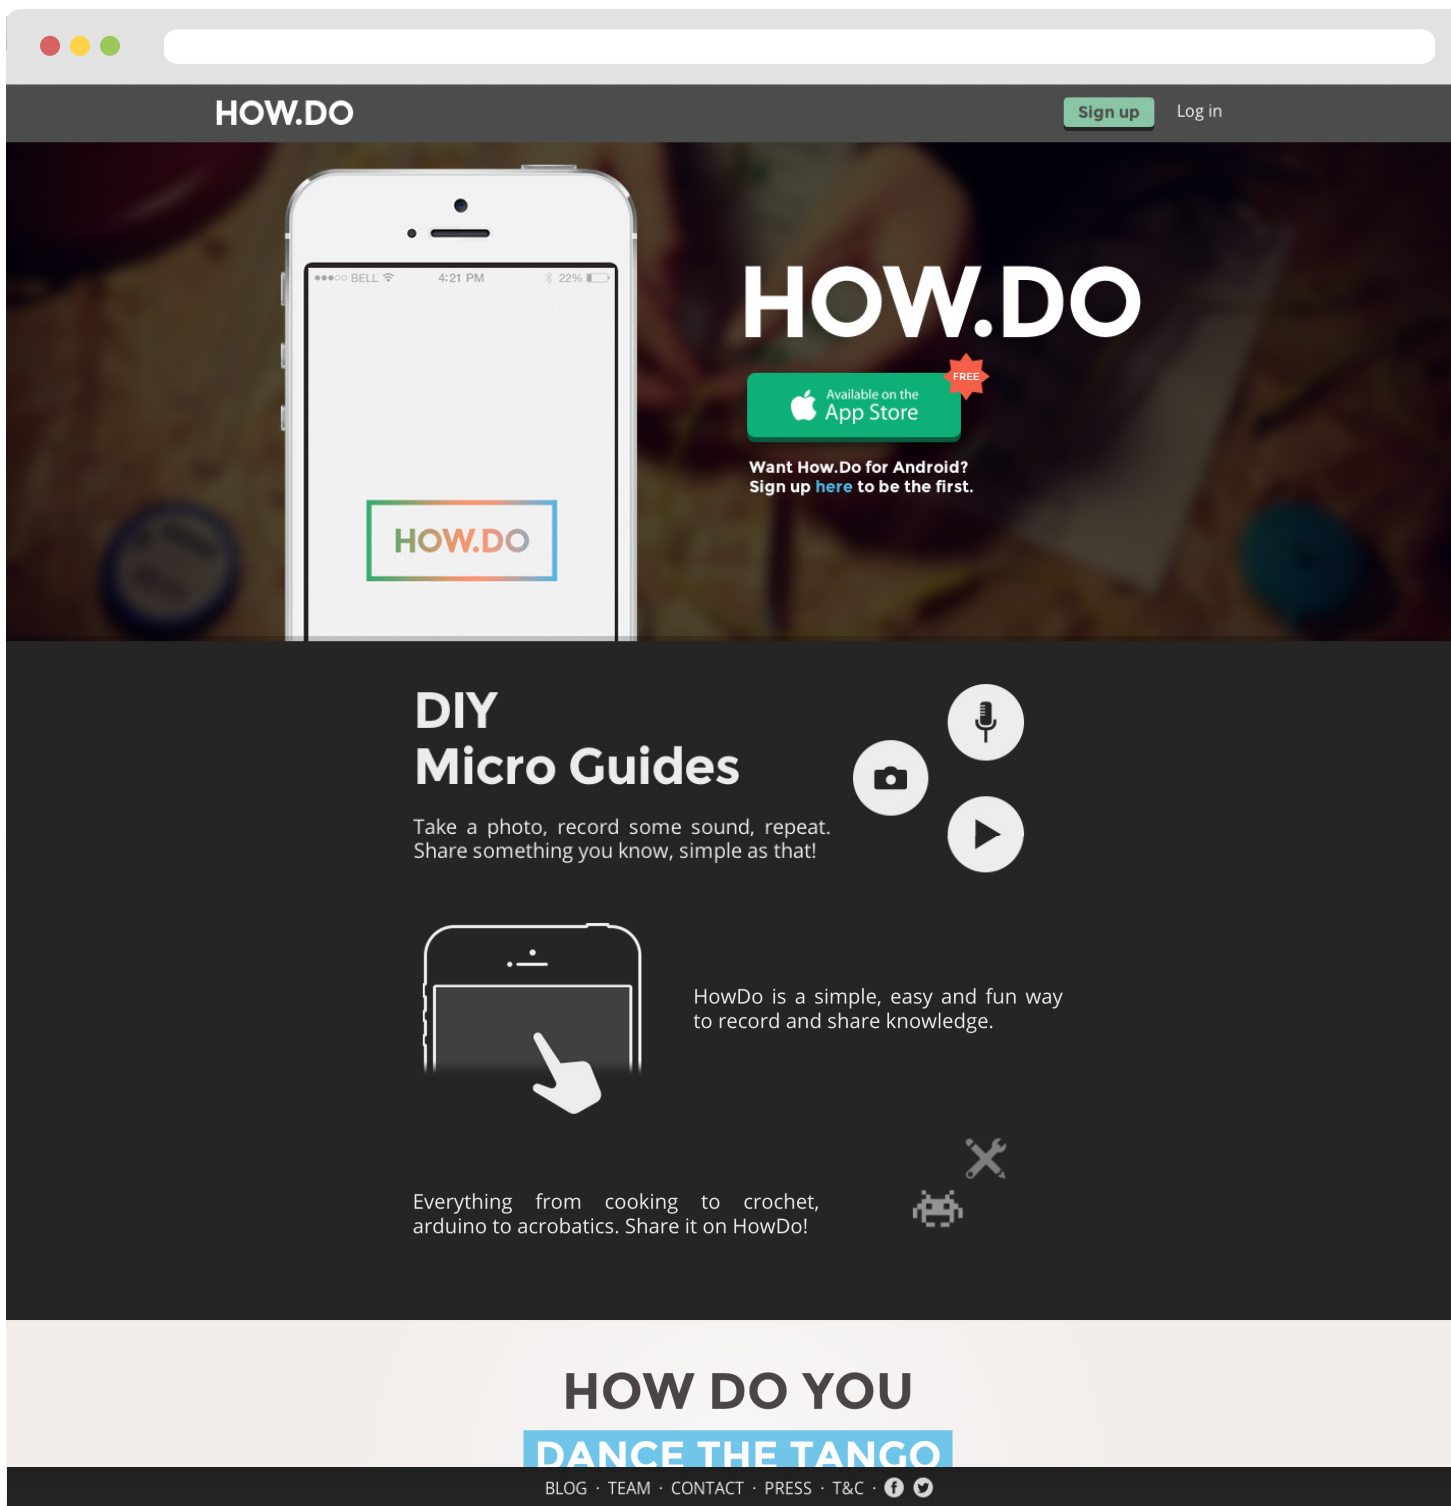 HOW.DO
Sign up
Log in
BELL
4:21 PM
22%
HOW.DO
HOW.DO
FREE
Available on the
App Store
Want How.Do for Android?
Sign up here to be the first.
DIY
Micro Guides
Take a photo, record some sound, repeat.
Share something you know, simple as that!
HowDo is a simple, easy and fun way
to record and share knowledge.
Everything from cooking to crochet,
arduino to acrobatics. Share it on HowDo!
HOW DO YOU
DANCE THE TANGO
BLOG · TEAM · CONTACT · PRESS · T&C ·